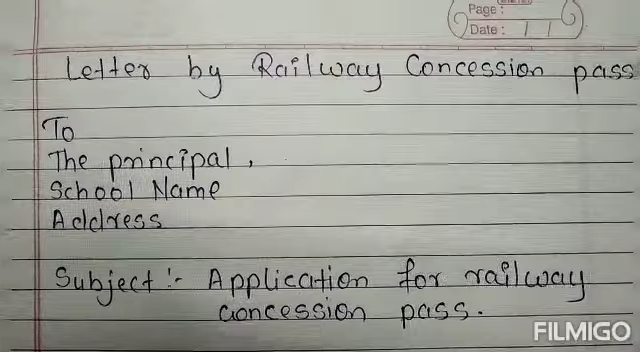 Page :
Date : / /
Letter by Railway Concession pass
To
The principal,
School Name
Address
Subject :- Application for railway
concession pass.
FILMIGO